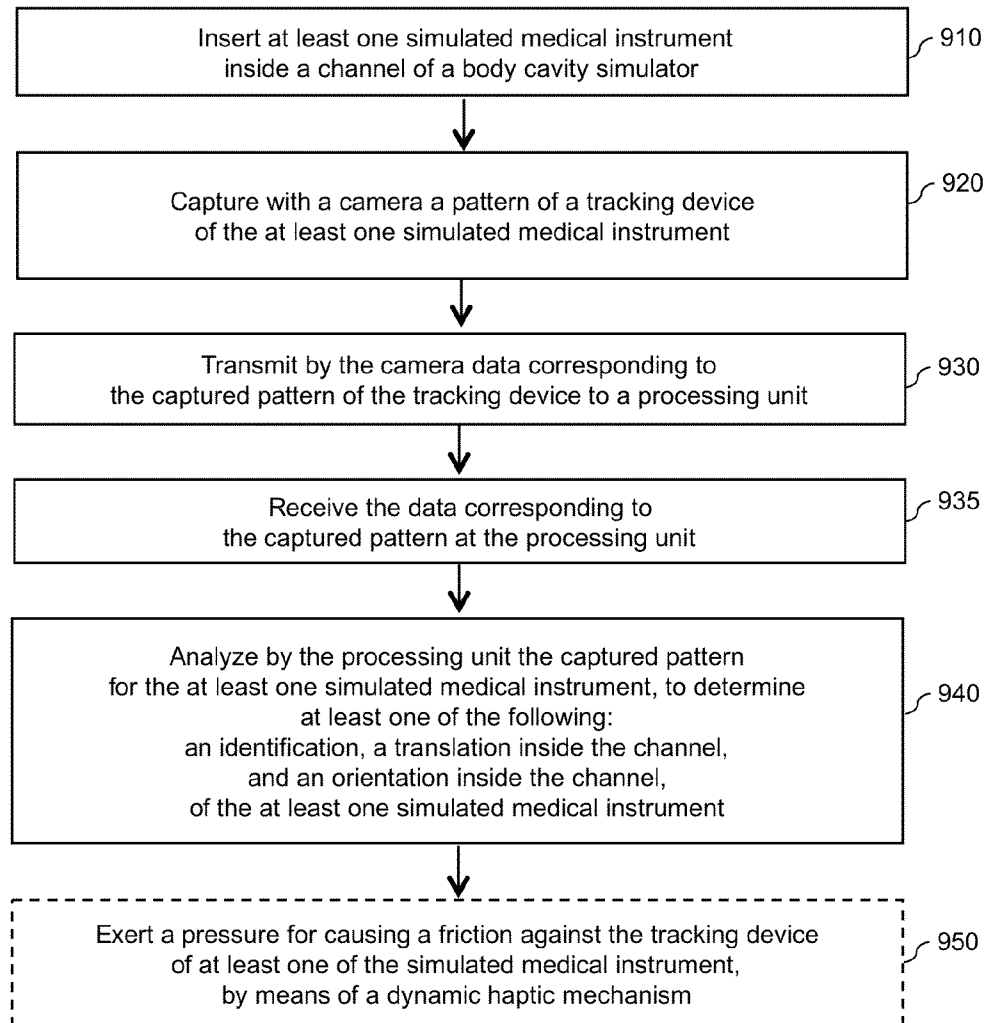 Insert at least one simulated medical instrument
inside a channel of a body cavity simulator
910
Capture with a camera a pattern of a tracking device
of the at least one simulated medical instrument
920
Transmit by the camera data corresponding to
the captured pattern of the tracking device to a processing unit
930
Receive the data corresponding to
the captured pattern at the processing unit
935
Analyze by the processing unit the captured pattern
for the at least one simulated medical instrument, to determine
at least one of the following:
an identification, a translation inside the channel,
and an orientation inside the channel,
of the at least one simulated medical instrument
940
Exert a pressure for causing a friction against the tracking device
of at least one of the simulated medical instrument,
by means of a dynamic haptic mechanism
950